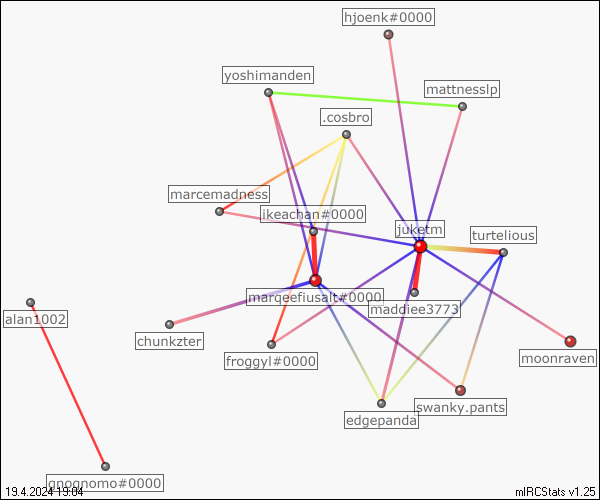 hjoenk#0000
yoshimanden
mattnesslp
.cosbro
marcemadness
ikeachan#0000
juketm
turtelious
marqeefiusalt#0000
maddiee3773
alan1002
chunkzter
froggyl#0000
moonraven
swanky.pants
edgepanda
gnognomo#0000
19.4.2024 19:04
mIRCStats v1.25